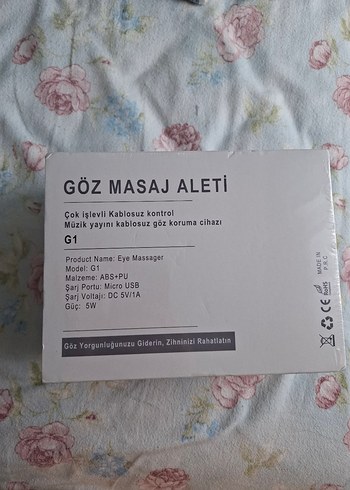 GÖZ MASAJ ALETİ
Çok işlevli Kablosuz kontrol
Müzik yayını kablosuz göz koruma cihazı
G1
Product Name: Eye Massager
Model: G1
Malzeme: ABS+PU
Şarj Portu: Micro USB
Şarj Voltajı: DC 5V/1A
Güç: 5W
Göz Yorgunluğunuzu Giderin, Zihninizi Rahatlatın
MADE IN
P.R.C
CE
RoHS